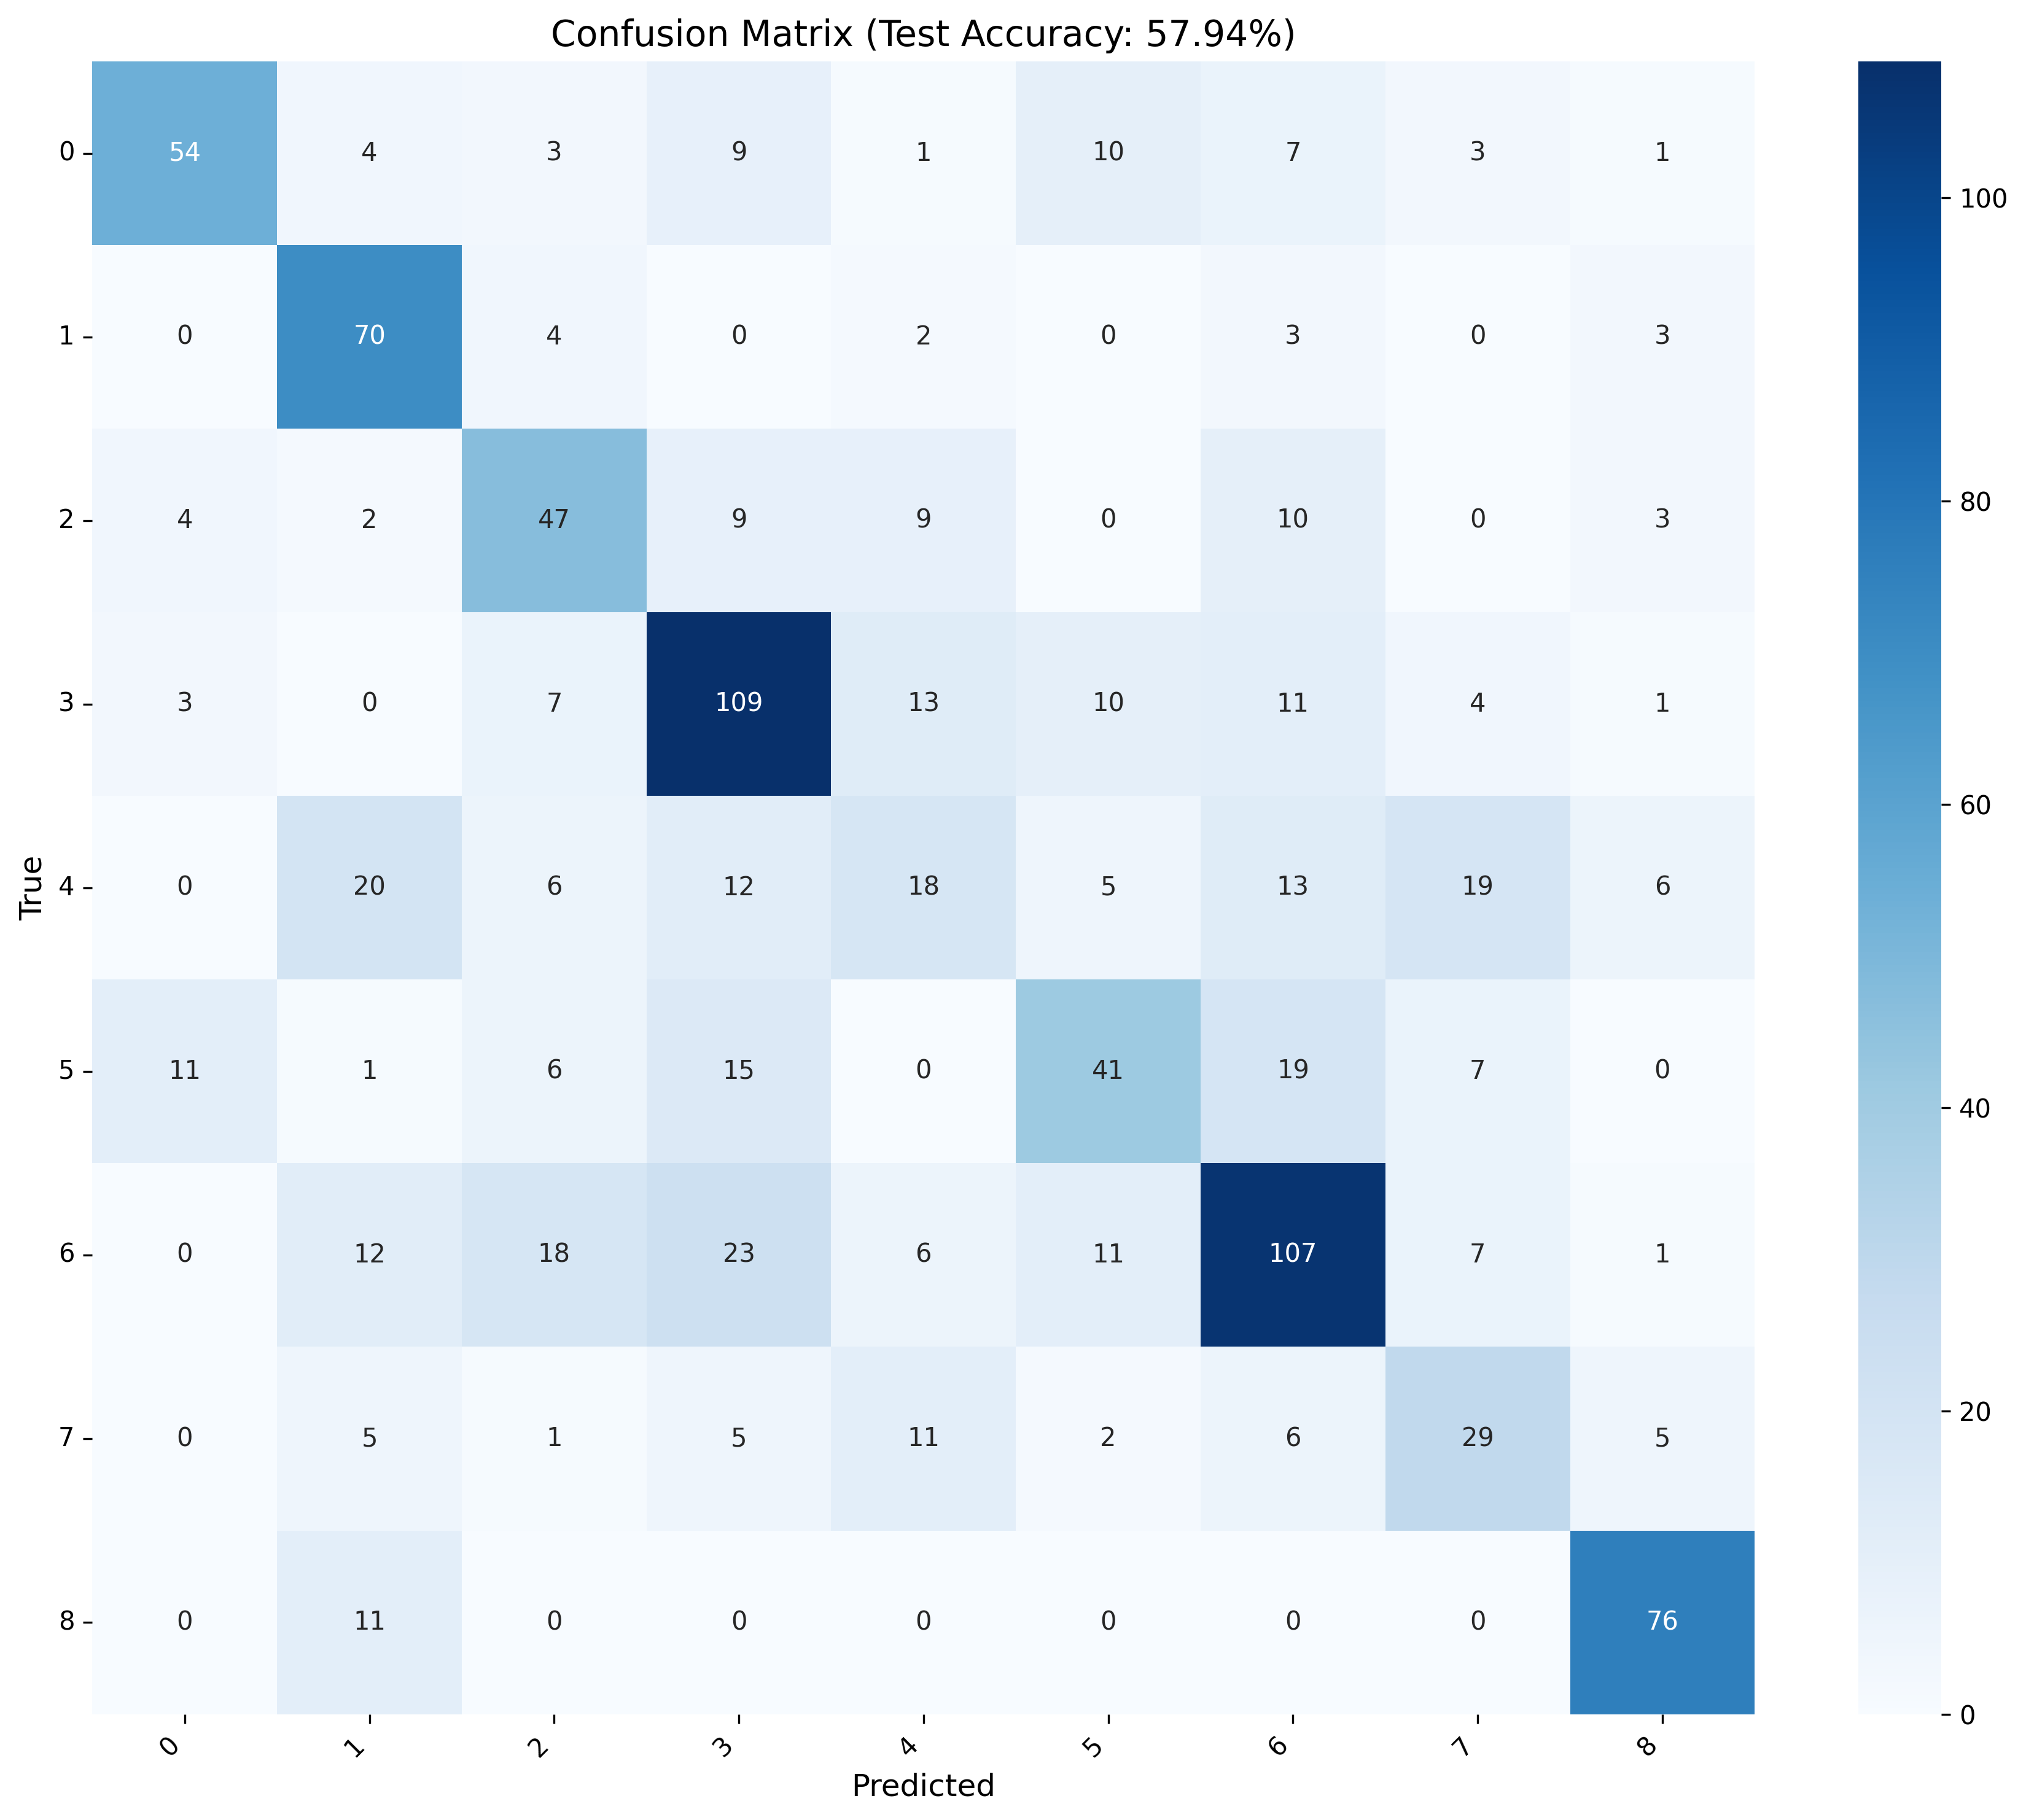 Confusion Matrix (Test Accuracy: 57.94%)
True
0 54 4 3 9 1 10 7 3 1
1 0 70 4 0 2 0 3 0 3
2 4 2 47 9 9 0 10 0 3
3 3 0 7 109 13 10 11 4 1
4 0 20 6 12 18 5 13 19 6
5 11 1 6 15 0 41 19 7 0
6 0 12 18 23 6 11 107 7 1
7 0 5 1 5 11 2 6 29 5
8 0 11 0 0 0 0 0 0 76
0 1 2 3 4 5 6 7 8
Predicted
100
80
60
40
20
0